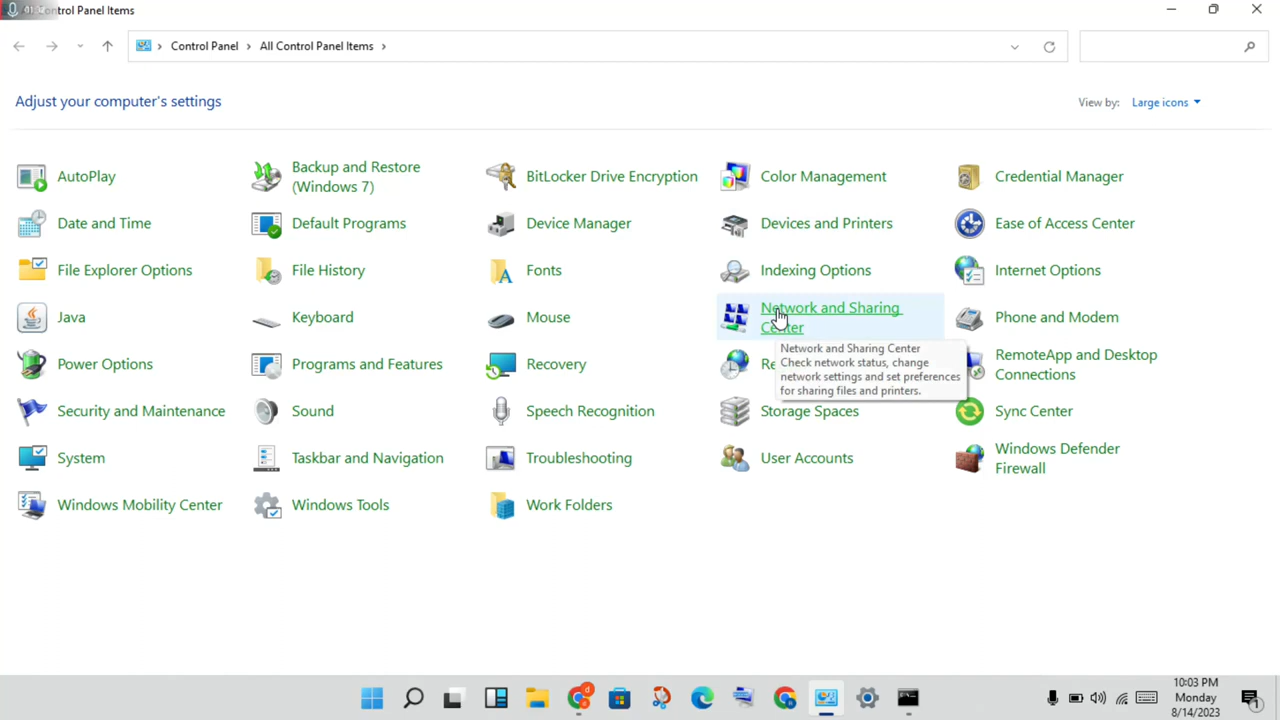 ntrol Panel Items
Control Panel
All Control Panel Items
Adjust your computer's settings
View by:
Large icons
AutoPlay
Backup and Restore
(Windows 7)
BitLocker Drive Encryption
Color Management
Credential Manager
Date and Time
Default Programs
Device Manager
Devices and Printers
Ease of Access Center
File Explorer Options
File History
Fonts
Indexing Options
Internet Options
Java
Keyboard
Mouse
Network and Sharing
Center
Phone and Modem
Network and Sharing Center
Check network status, change
network settings and set preferences
for sharing files and printers.
Power Options
Programs and Features
Recovery
Re
RemoteApp and Desktop
Connections
Security and Maintenance
Sound
Speech Recognition
Storage Spaces
Sync Center
System
Taskbar and Navigation
Troubleshooting
User Accounts
Windows Defender
Firewall
Windows Mobility Center
Windows Tools
Work Folders
10:03 PM
Monday
8/14/2023